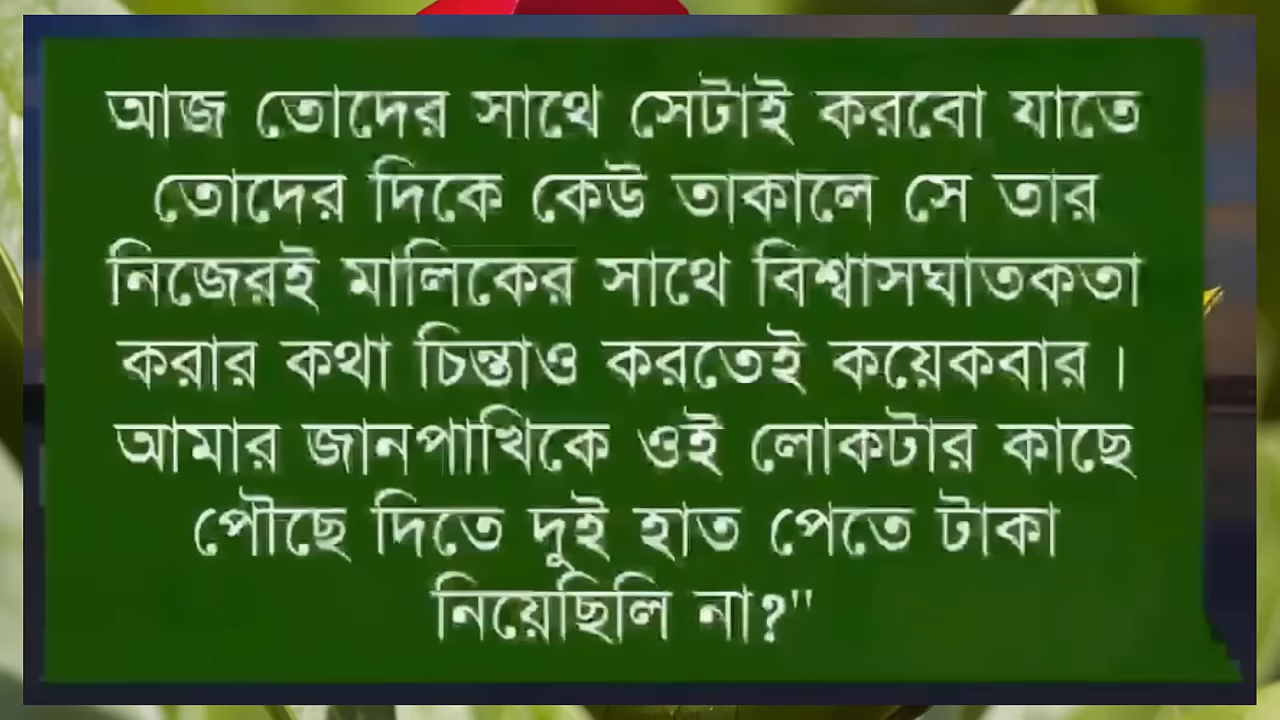 আজ তোদের সাথে সেটাই করবো যাতে
তোদের দিকে কেউ তাকালে সে তার
নিজেরই মালিকের সাথে বিশ্বাসঘাতকতা
করার কথা চিন্তাও করতেই কয়েকবার ।
আমার জানপাখিকে ওই লোকটার কাছে
পৌছে দিতে দুই হাত পেতে টাকা
নিয়েছিলি না?"